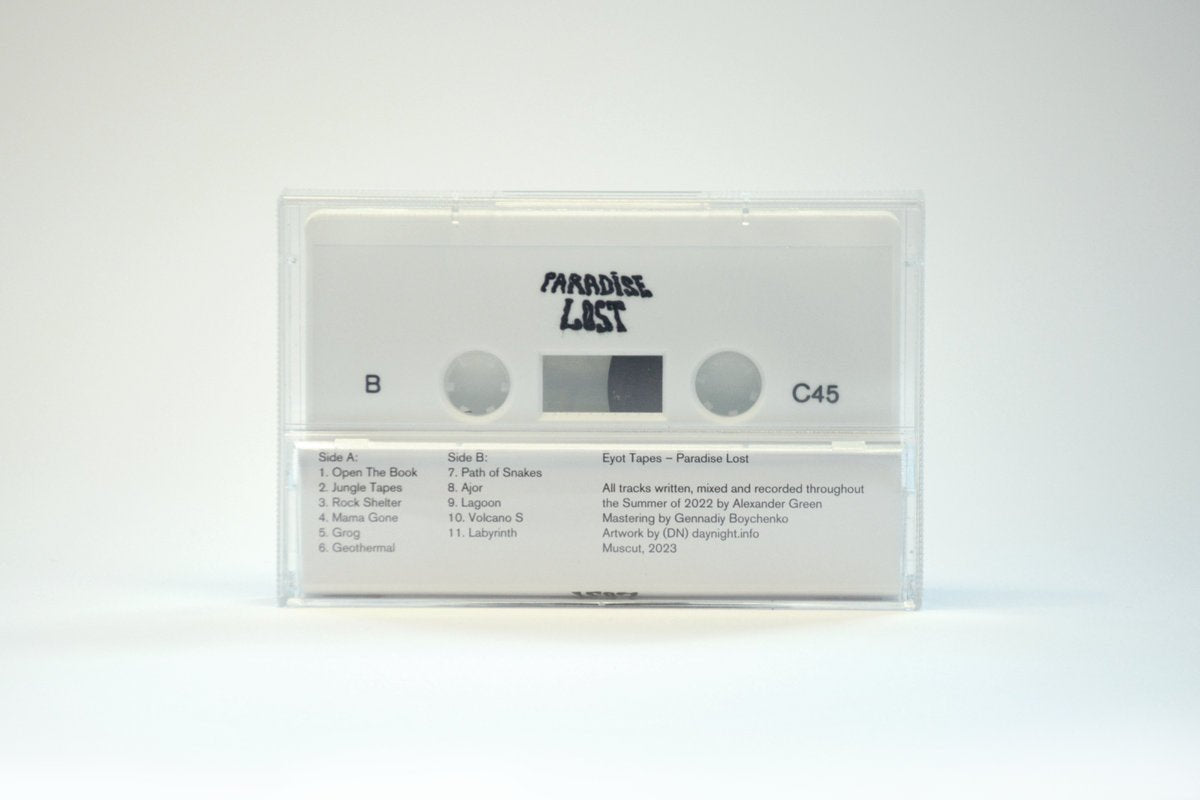 PARADISE
LOST
B
C45
Side A:
1. Open The Book
2. Jungle Tapes
3. Rock Shelter
4. Mama Gone
5. Grog
6. Geothermal
Side B:
7. Path of Snakes
8. Ajor
9. Lagoon
10. Volcano S
11. Labyrinth
Eyot Tapes – Paradise Lost
All tracks written, mixed and recorded throughout
the Summer of 2022 by Alexander Green
Mastering by Gennadiy Boychenko
Artwork by (DN) daynight.info
Muscut, 2023